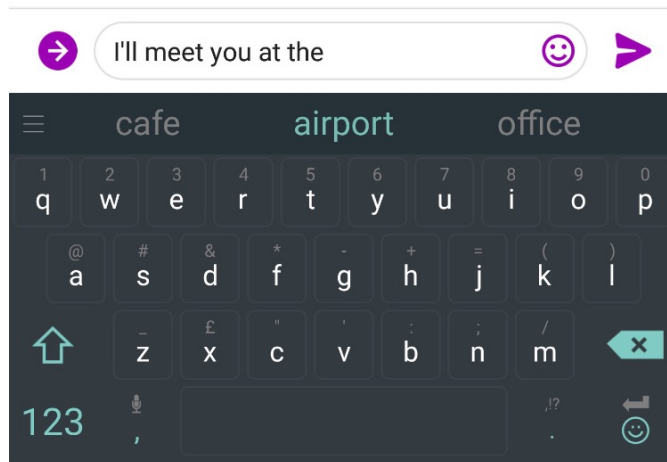 I'll meet you at the
cafe airport office
1 2 3 4 5 6 7 8 9 0
q w e r t y u i o p
@ # & * - + = ( )
a s d f g h j k l
_ £ " ' : ; /
z x c v b n m
123 , ,!? .